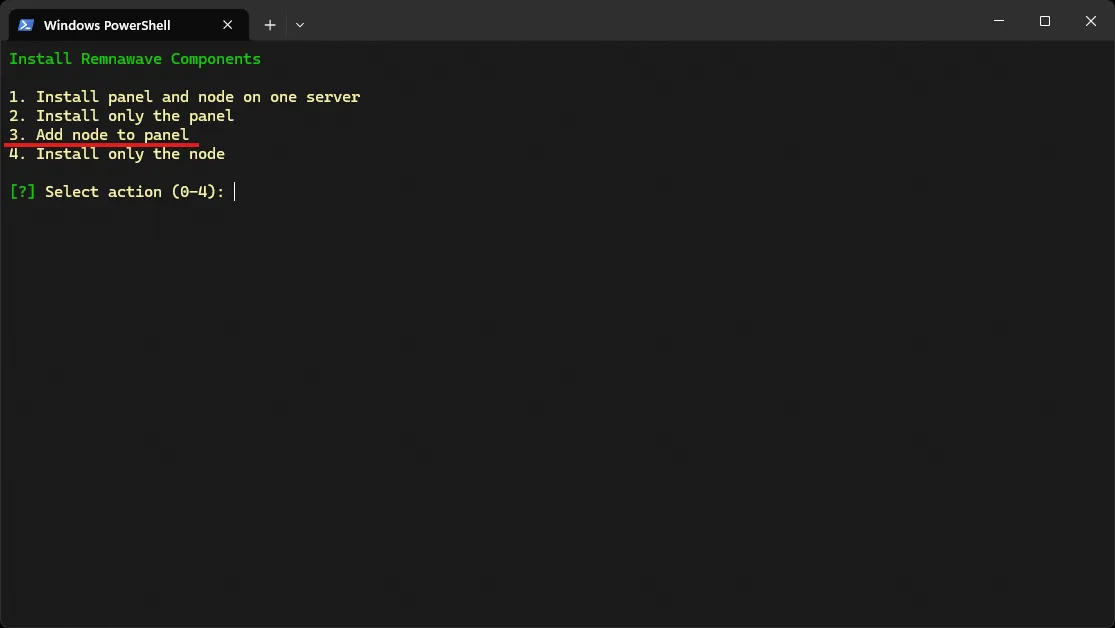 Windows PowerShell
Install Remnawave Components
1. Install panel and node on one server
2. Install only the panel
3. Add node to panel
4. Install only the node
[?] Select action (0-4):